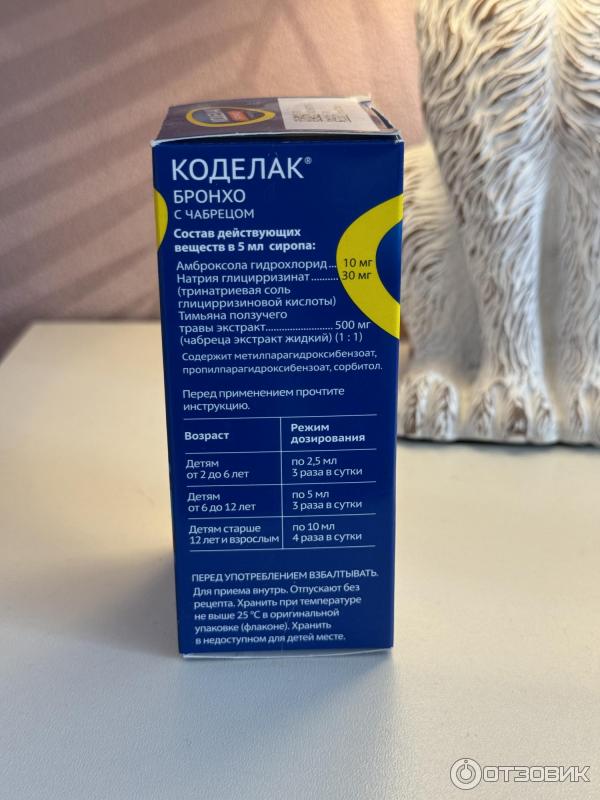 КОДЕЛАК®
БРОНХО
С ЧАБРЕЦОМ
Состав действующих
веществ в 5 мл сиропа:
Амброксола гидрохлорид... 10 мг
Натрия глицирризинат.......... 30 мг
(тринатриевая соль
глицирризиновой кислоты)
Тимьяна ползучего
травы экстракт......................... 500 мг
(чабреца экстракт жидкий) (1 : 1)
Содержит метилпарагидроксибензоат,
пропилпарагидроксибензоат, сорбитол.
Перед применением прочтите
инструкцию.
Возраст Режим
дозирования
Детям по 2,5 мл
от 2 до 6 лет 3 раза в сутки
Детям по 5 мл
от 6 до 12 лет 3 раза в сутки
Детям старше по 10 мл
12 лет и взрослым 4 раза в сутки
ПЕРЕД УПОТРЕБЛЕНИЕМ ВЗБАЛТЫВАТЬ.
Для приема внутрь. Отпускают без
рецепта. Хранить при температуре
не выше 25 °С в оригинальной
упаковке (флаконе). Хранить
в недоступном для детей месте.
ОТЗОВИК